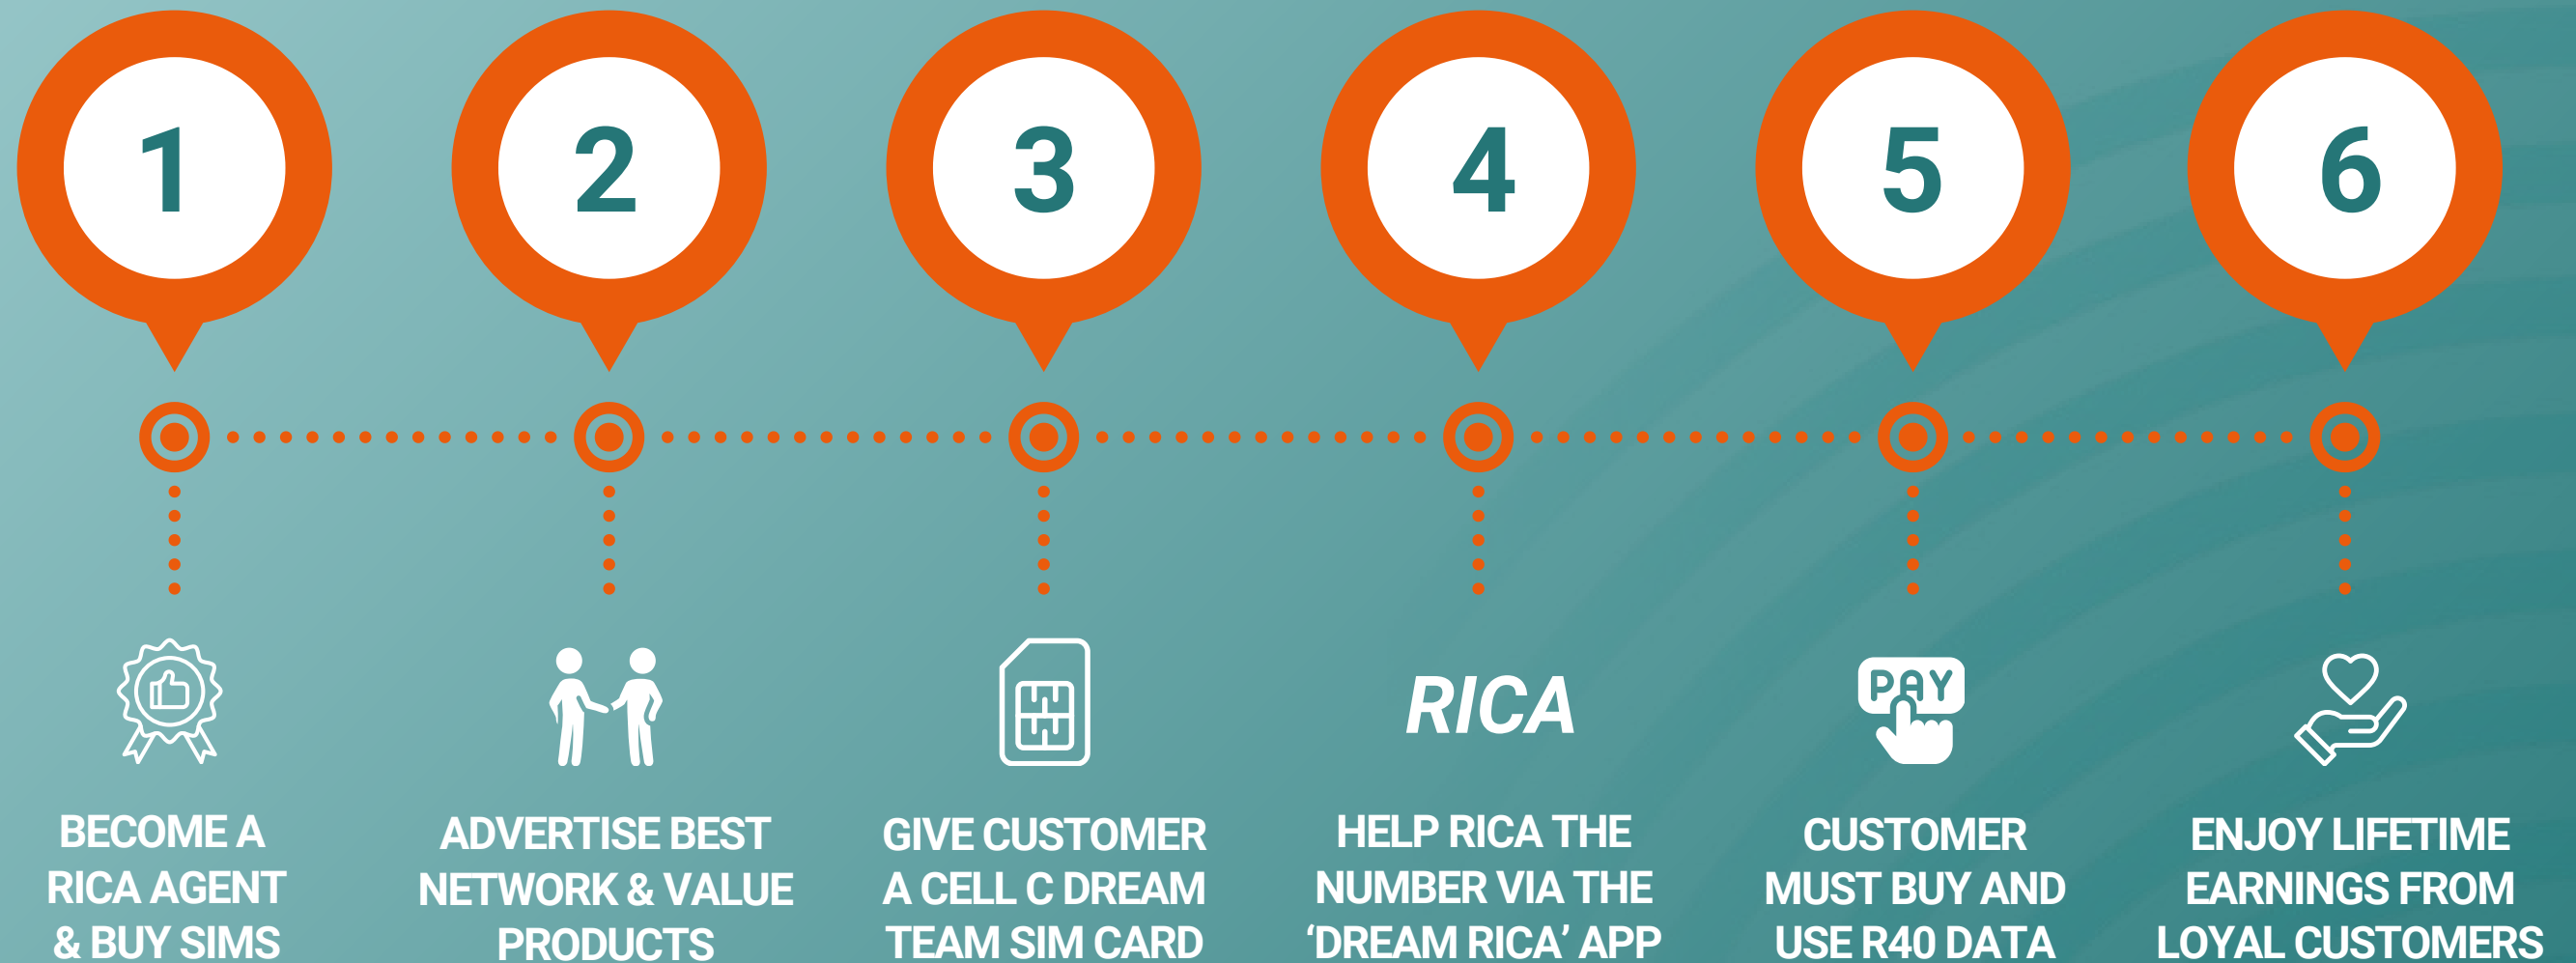 1
2
3
4
5
6
RICA
PAY
BECOME A
RICA AGENT
& BUY SIMS
ADVERTISE BEST
NETWORK & VALUE
PRODUCTS
GIVE CUSTOMER
A CELL C DREAM
TEAM SIM CARD
HELP RICA THE
NUMBER VIA THE
‘DREAM RICA’ APP
CUSTOMER
MUST BUY AND
USE R40 DATA
ENJOY LIFETIME
EARNINGS FROM
LOYAL CUSTOMERS